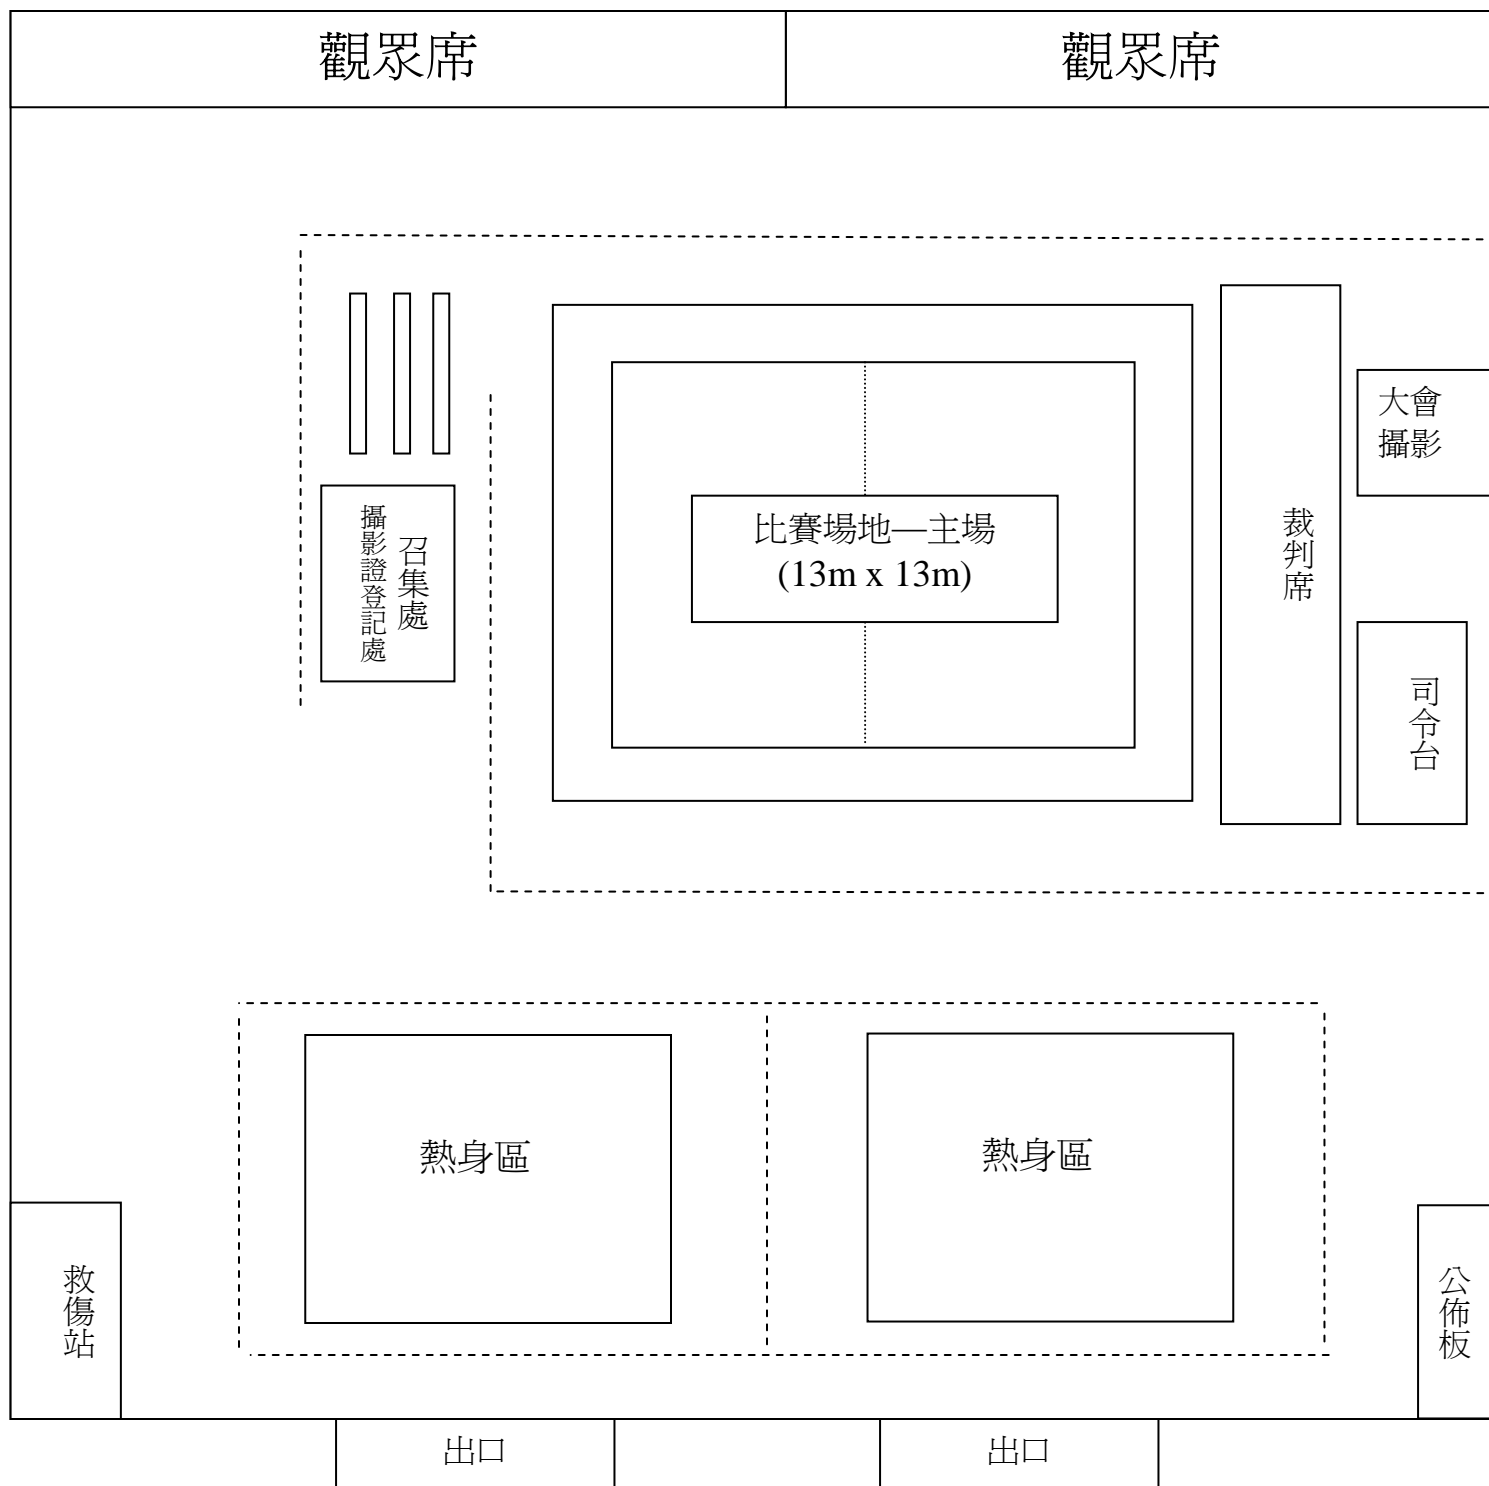 觀眾席
觀眾席
大會
攝影
比賽場地—主場
(13m x 13m)
裁判席
召集處
攝影證登記處
司令台
熱身區
熱身區
救傷站
公佈板
出口
出口